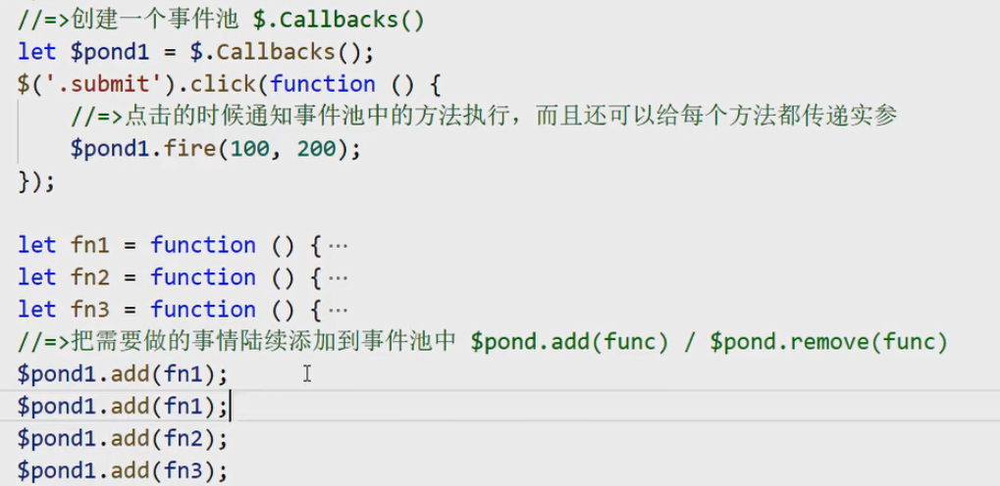 //=>创建一个事件池 $.Callbacks()
let $pond1 = $.Callbacks();
$('.submit').click(function () {
//=>点击的时候通知事件池中的方法执行，而且还可以给每个方法都传递实参
$pond1.fire(100, 200);
});
let fn1 = function () {···
let fn2 = function () {···
let fn3 = function () {···
//=>把需要做的事情陆续添加到事件池中 $pond.add(func) / $pond.remove(func)
$pond1.add(fn1);
$pond1.add(fn1);
$pond1.add(fn2);
$pond1.add(fn3);